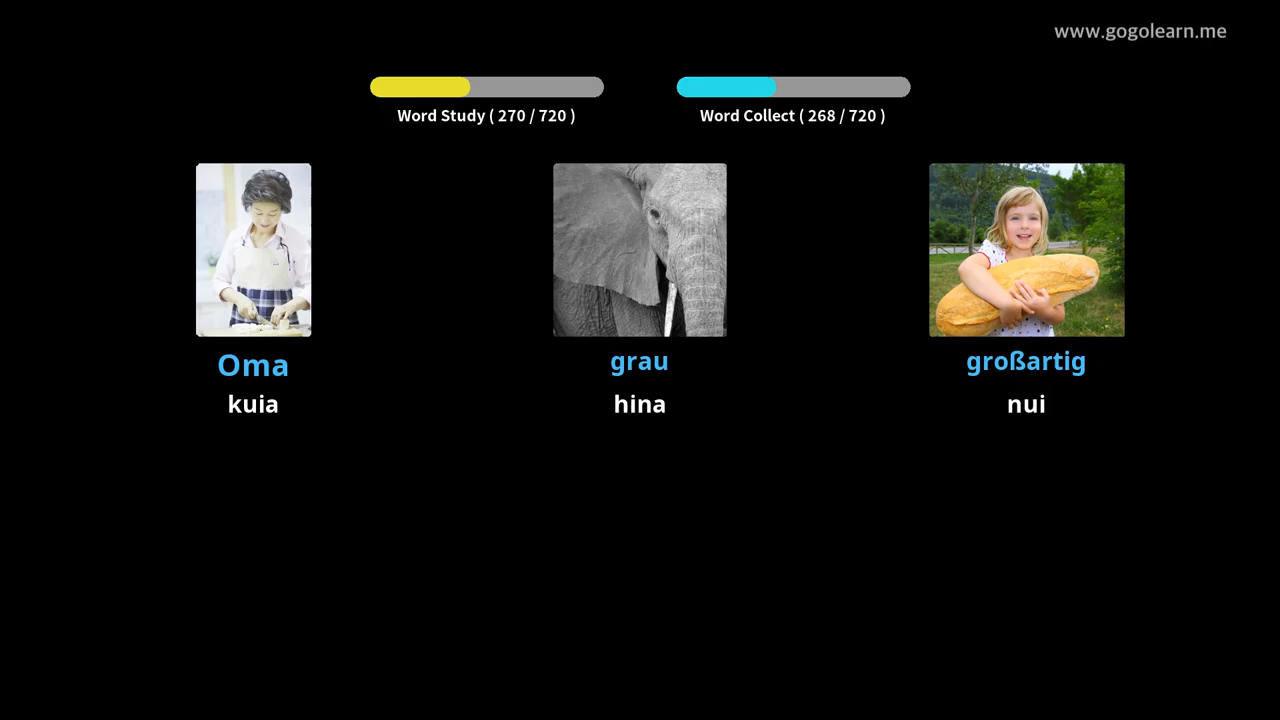 www.gogolearn.me
Word Study ( 270 / 720 )
Word Collect ( 268 / 720 )
Oma
kuia
grau
hina
großartig
nui